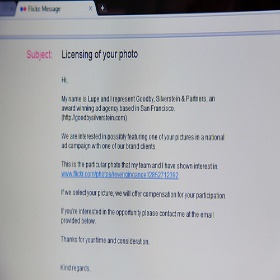 Flickr Message
Subject: Licensing of your photo
Hi,
My name is Lupe and I represent Goodby, Silverstein & Partners, an
award winning ad agency based in San Francisco.
(http://goodbysilverstein.com)
We are interested in possibly featuring one of your pictures in a national
ad campaign with one of our brand clients.
This is the particular photo that my team and I have shown interest in.
If we select your picture, we will offer compensation for your participation.
If you're interested in the opportunity please contact me at the email
provided below.
Thanks for your time and consideration.
Kind regards,